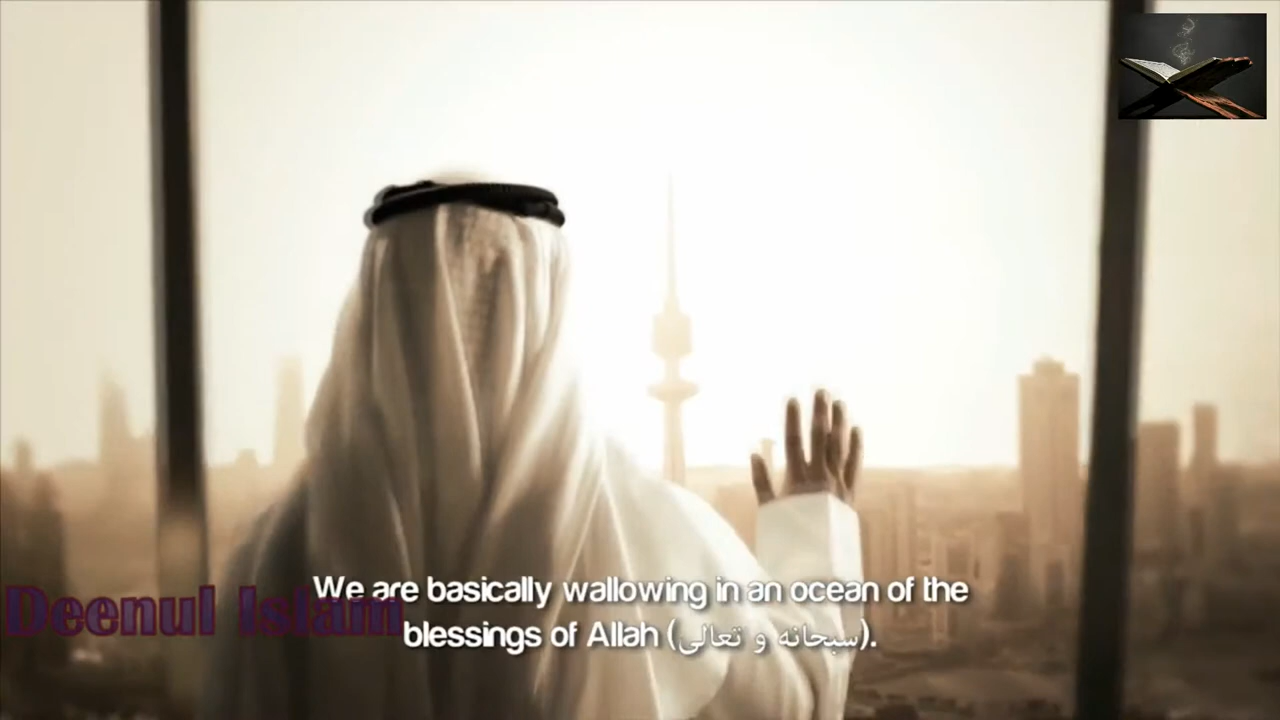 We are basically wallowing in an ocean of the
Deenul Islam
blessings of Allah (سبحانه و تعالى).